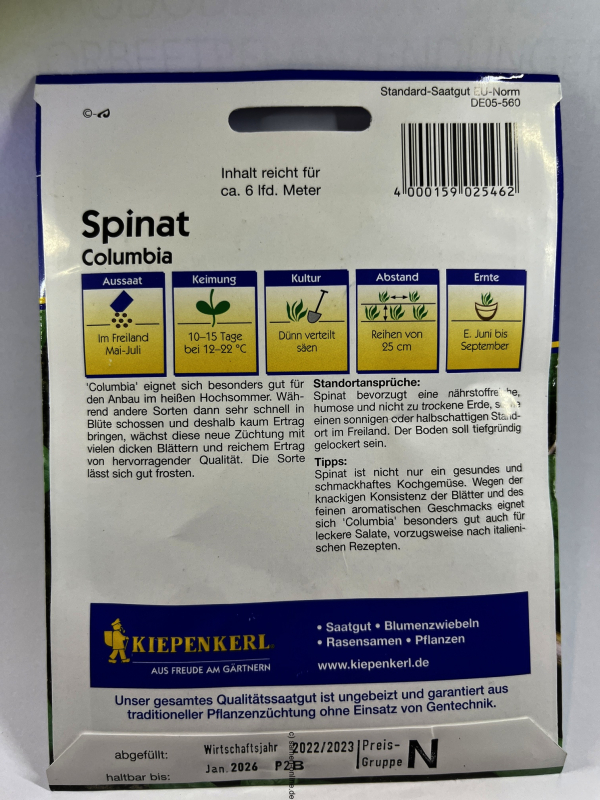 Standard-Saatgut EU-Norm
DE05-560
Inhalt reicht für
ca. 6 lfd. Meter
4 000159 025462
Spinat
Columbia
Aussaat
Im Freiland
Mai-Juli
Keimung
10–15 Tage
bei 12–22 °C
Kultur
Dünn verteilt
säen
Abstand
Reihen von
25 cm
Ernte
E. Juni bis
September
'Columbia' eignet sich besonders gut für
den Anbau im heißen Hochsommer. Wäh-
rend andere Sorten dann sehr schnell in
Blüte schossen und deshalb kaum Ertrag
bringen, wächst diese neue Züchtung mit
vielen dicken Blättern und reichem Ertrag
von hervorragender Qualität. Die Sorte
lässt sich gut frosten.
Standortansprüche:
Spinat bevorzugt eine nährstoffreiche,
humose und nicht zu trockene Erde, sowie
einen sonnigen oder halbschattigen Stand-
ort im Freiland. Der Boden soll tiefgründig
gelockert sein.
Tipps:
Spinat ist nicht nur ein gesundes und
schmackhaftes Kochgemüse. Wegen der
knackigen Konsistenz der Blätter und des
feinen aromatischen Geschmacks eignet
sich 'Columbia' besonders gut auch für
leckere Salate, vorzugsweise nach italieni-
schen Rezepten.
KIEPENKERL
AUS FREUDE AM GÄRTNERN
• Saatgut • Blumenzwiebeln
• Rasensamen • Pflanzen
www.kiepenkerl.de
Unser gesamtes Qualitätssaatgut ist ungebeizt und garantiert aus
traditioneller Pflanzenzüchtung ohne Einsatz von Gentechnik.
abgefüllt: Wirtschaftsjahr 2022/2023
haltbar bis: Jan. 2026 PZB
Preis-
Gruppe N